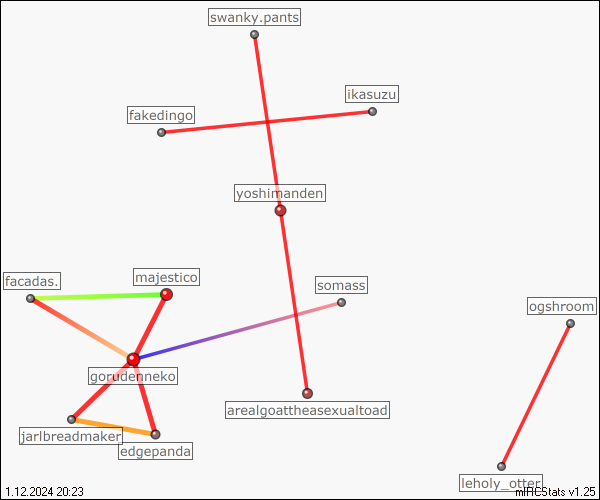 swanky.pants
ikasuzu
fakedingo
yoshimanden
facadas.
majestico
somass
ogshroom
gorudenneko
arealgoattheasexualtoad
jarlbreadmaker
edgepanda
leholy_otter
1.12.2024 20:23
mIRCStats v1.25